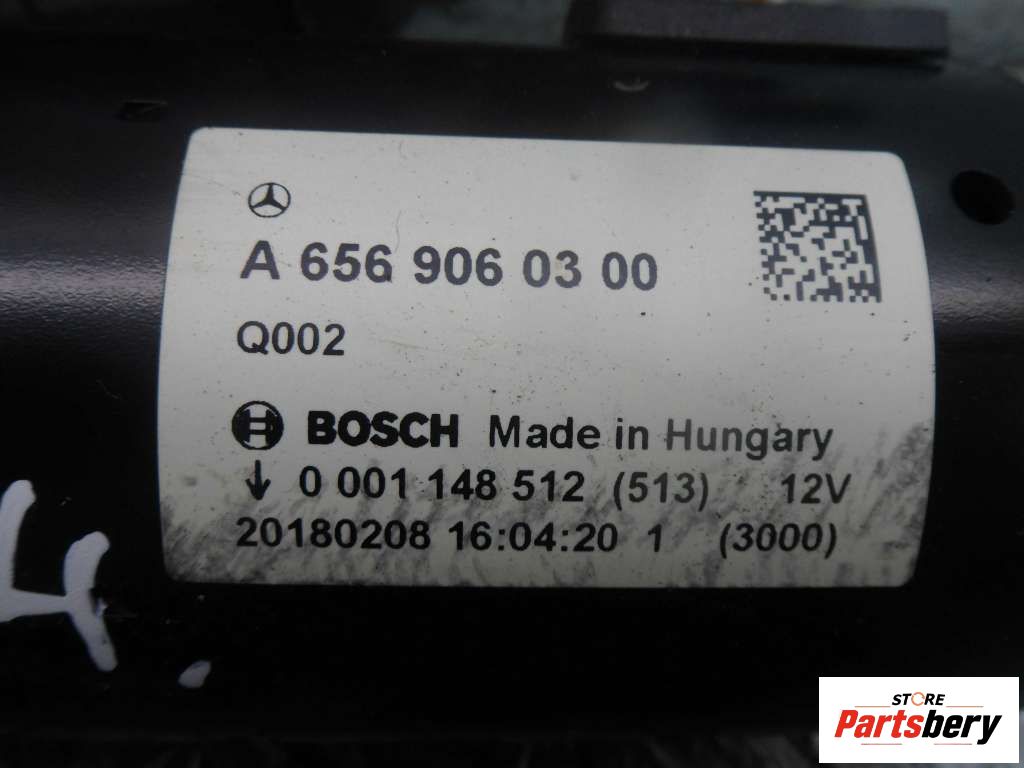 A 656 906 03 00
Q002
BOSCH Made in Hungary
0 001 148 512 (513) 12V
20180208 16:04:20 1 (3000)
4.
STORE
Partsbery